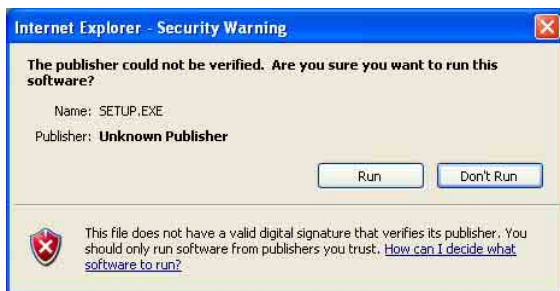 Internet Explorer - Security Warning
The publisher could not be verified.  Are you sure you want to run this
software?
Name: SETUP.EXE
Publisher: Unknown Publisher
Run Don't Run
This file does not have a valid digital signature that verifies its publisher. You
should only run software from publishers you trust. How can I decide what
software to run?